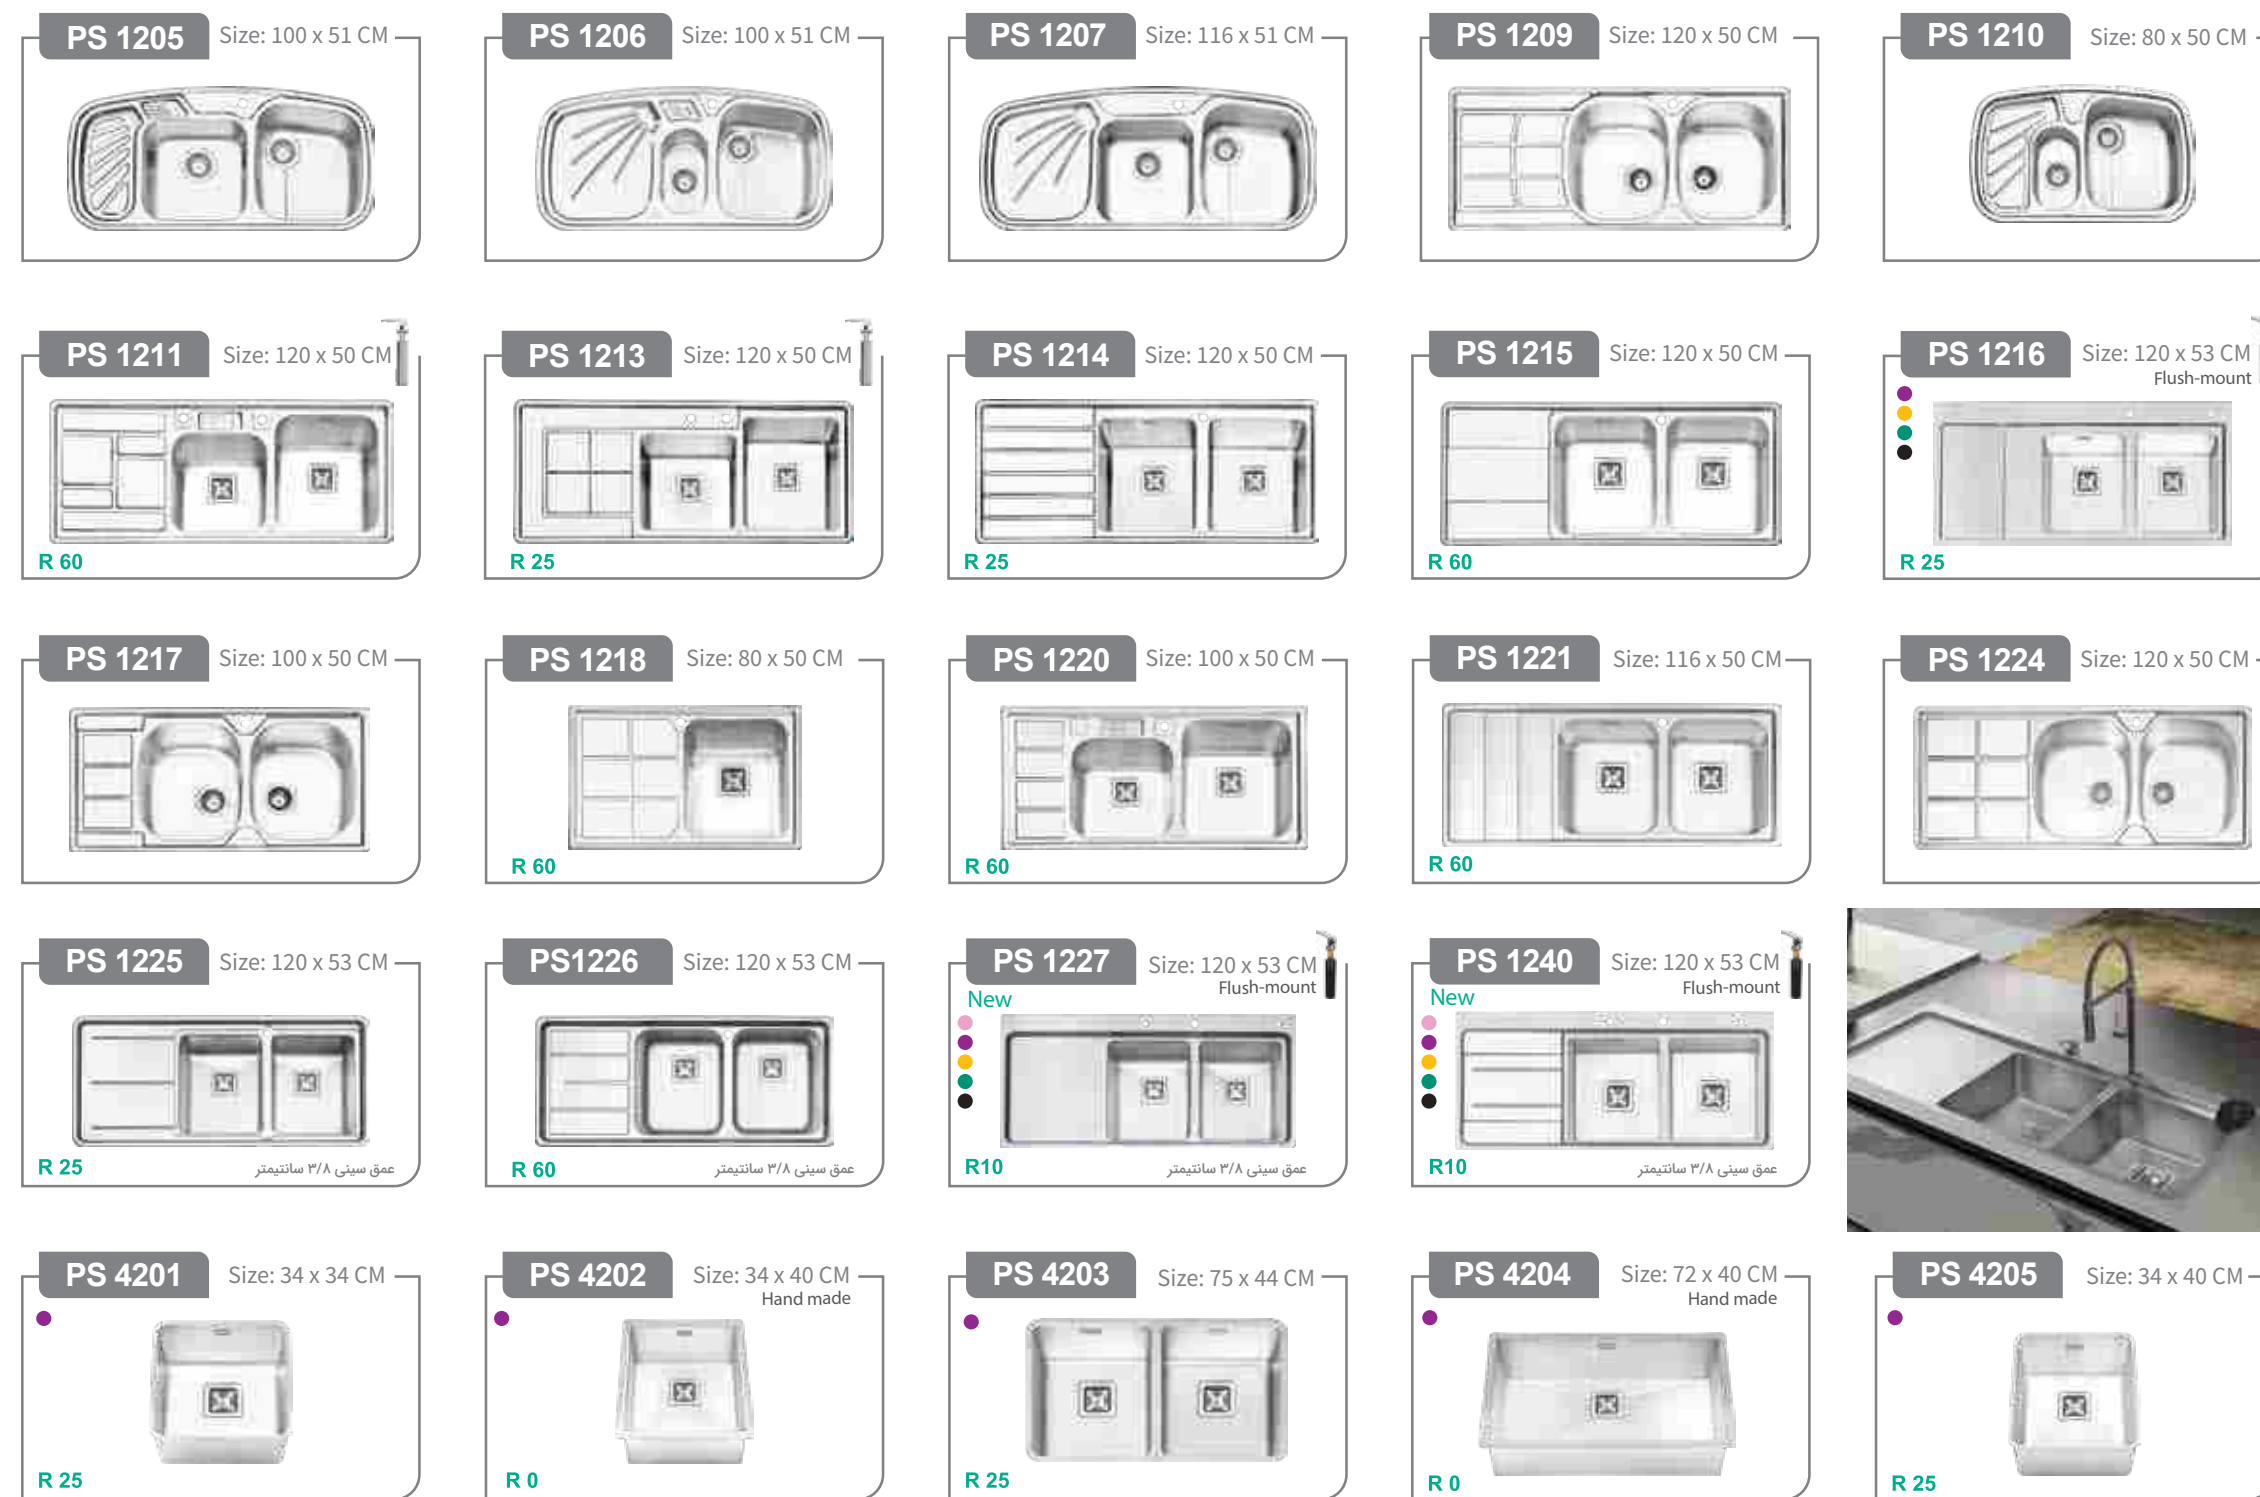 PS 1205 Size: 100 x 51 CM
PS 1206 Size: 100 x 51 CM
PS 1207 Size: 116 x 51 CM
PS 1209 Size: 120 x 50 CM
PS 1210 Size: 80 x 50 CM
PS 1211 Size: 120 x 50 CM
R 60
PS 1213 Size: 120 x 50 CM
R 25
PS 1214 Size: 120 x 50 CM
R 25
PS 1215 Size: 120 x 50 CM
R 60
PS 1216 Size: 120 x 53 CM
Flush-mount
R 25
PS 1217 Size: 100 x 50 CM
PS 1218 Size: 80 x 50 CM
R 60
PS 1220 Size: 100 x 50 CM
R 60
PS 1221 Size: 116 x 50 CM
R 60
PS 1224 Size: 120 x 50 CM
PS 1225 Size: 120 x 53 CM
R 25
عمق سینی ۳/۸ سانتیمتر
PS1226 Size: 120 x 53 CM
R 60
عمق سینی ۳/۸ سانتیمتر
PS 1227 Size: 120 x 53 CM
Flush-mount
New
R10
عمق سینی ۳/۸ سانتیمتر
PS 1240 Size: 120 x 53 CM
Flush-mount
New
R10
عمق سینی ۳/۸ سانتیمتر
PS 4201 Size: 34 x 34 CM
R 25
PS 4202 Size: 34 x 40 CM
Hand made
R 0
PS 4203 Size: 75 x 44 CM
R 25
PS 4204 Size: 72 x 40 CM
Hand made
R 0
PS 4205 Size: 34 x 40 CM
R 25